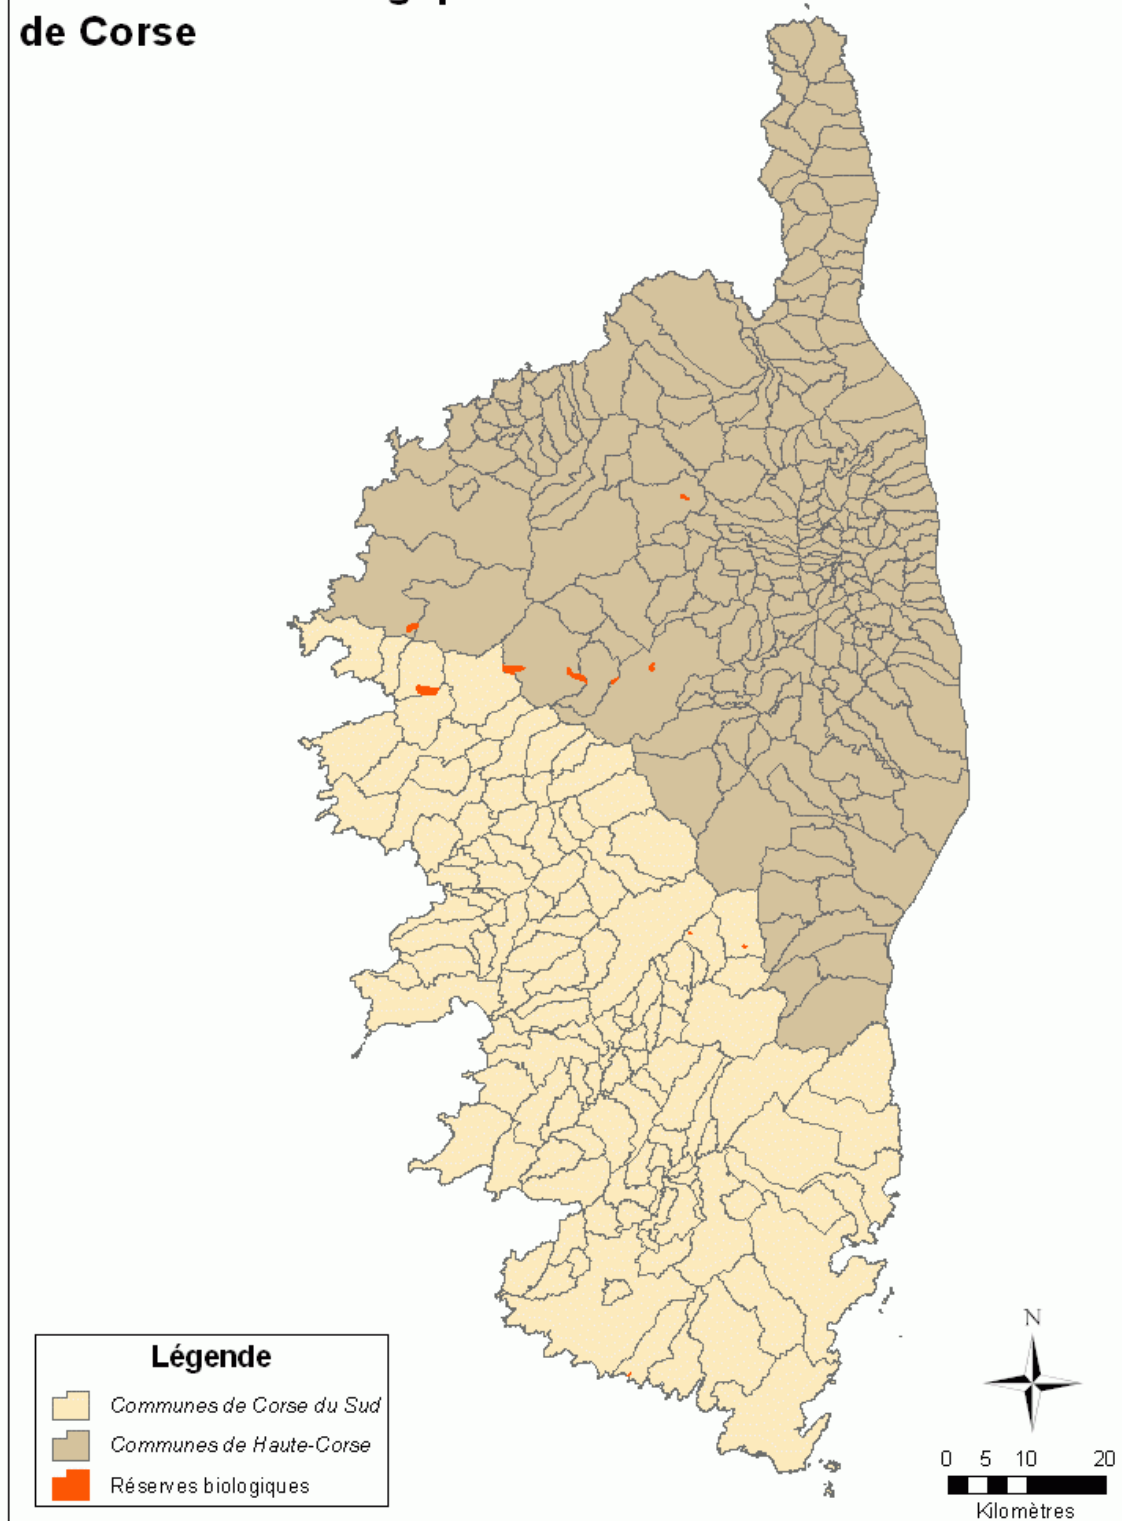 de Corse
N
Légende
Communes de Corse du Sud
Communes de Haute-Corse
Réserves biologiques
0 5 10 20
Kilomètres